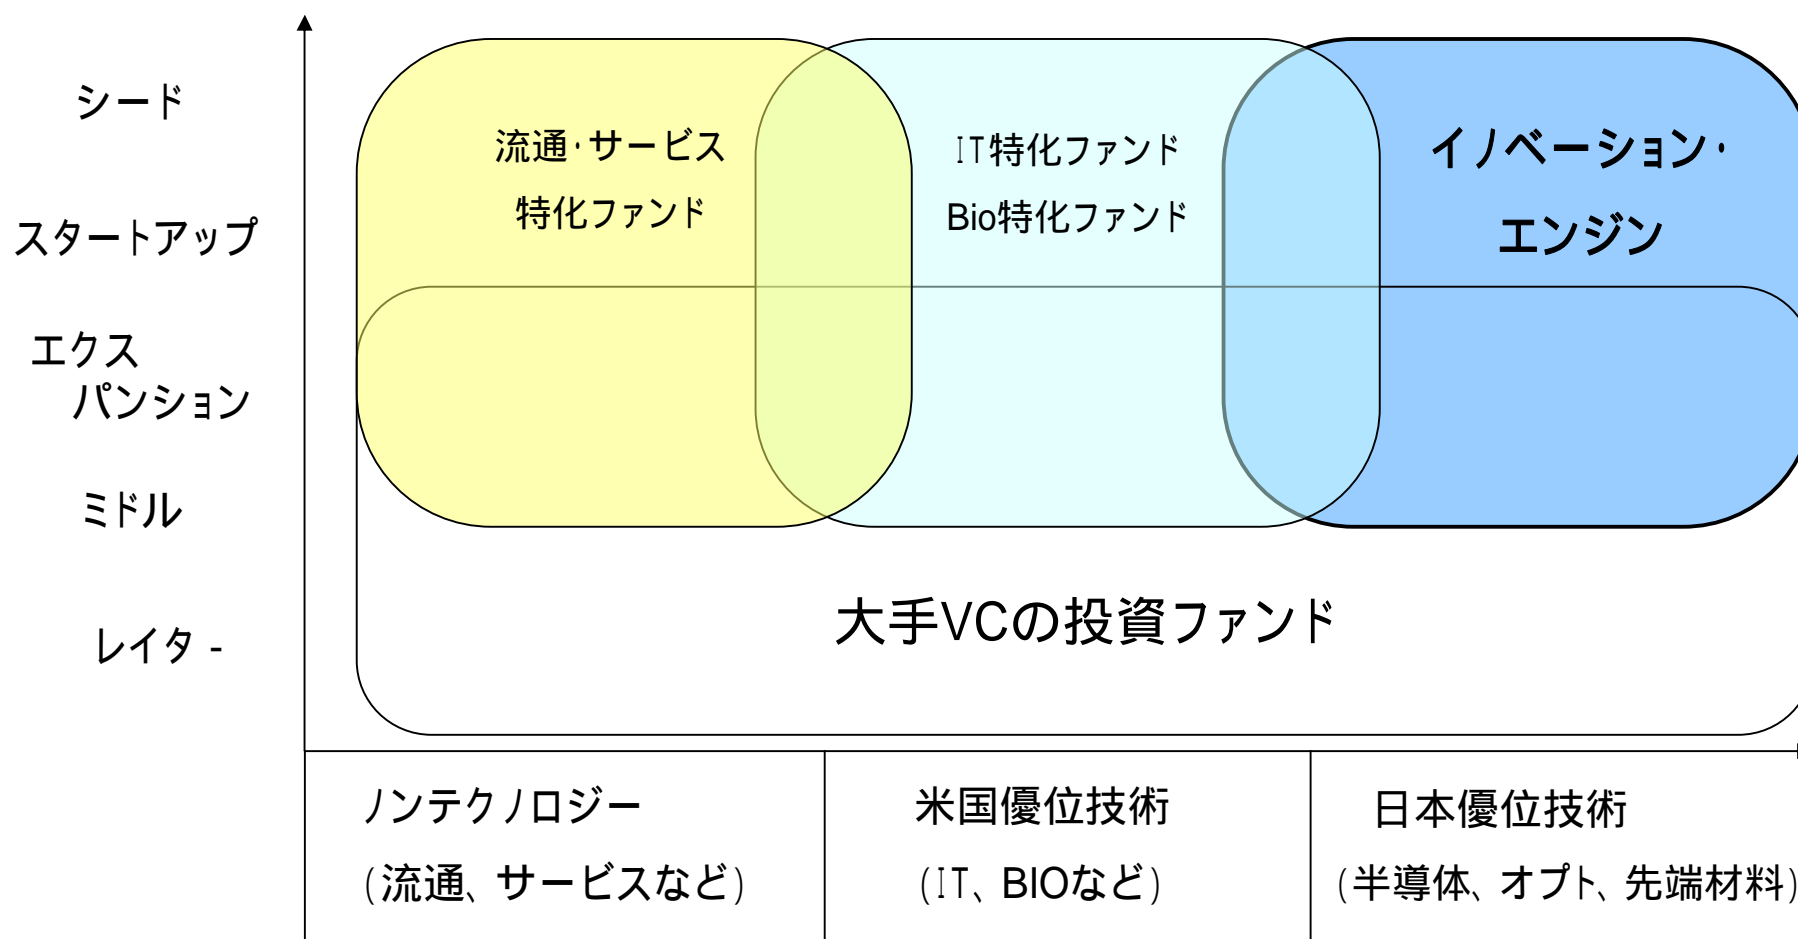 シード
スタートアップ
エクス
パンション
ミドル
レイタ -
流通・サービス
特化ファンド
IT特化ファンド
Bio特化ファンド
イノベーション・
エンジン
大手VCの投資ファンド
ノンテクノロジー
(流通、サービスなど)
米国優位技術
(IT、BIOなど)
日本優位技術
(半導体、オプト、先端材料)